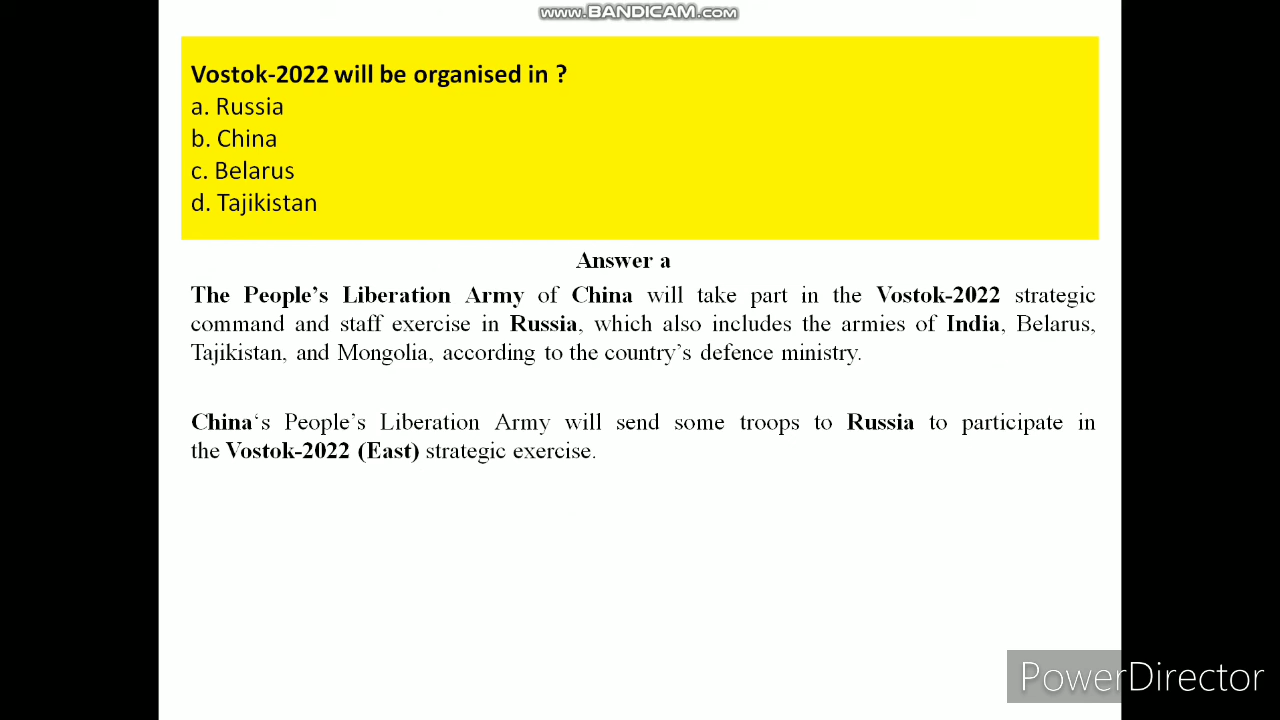 www.BANDICAM.com
Vostok-2022 will be organised in ?
a. Russia
b. China
c. Belarus
d. Tajikistan
Answer a
The People’s Liberation Army of China will take part in the Vostok-2022 strategic
command and staff exercise in Russia, which also includes the armies of India, Belarus,
Tajikistan, and Mongolia, according to the country’s defence ministry.
China‘s People’s Liberation Army will send some troops to Russia to participate in
the Vostok-2022 (East) strategic exercise.
PowerDirector